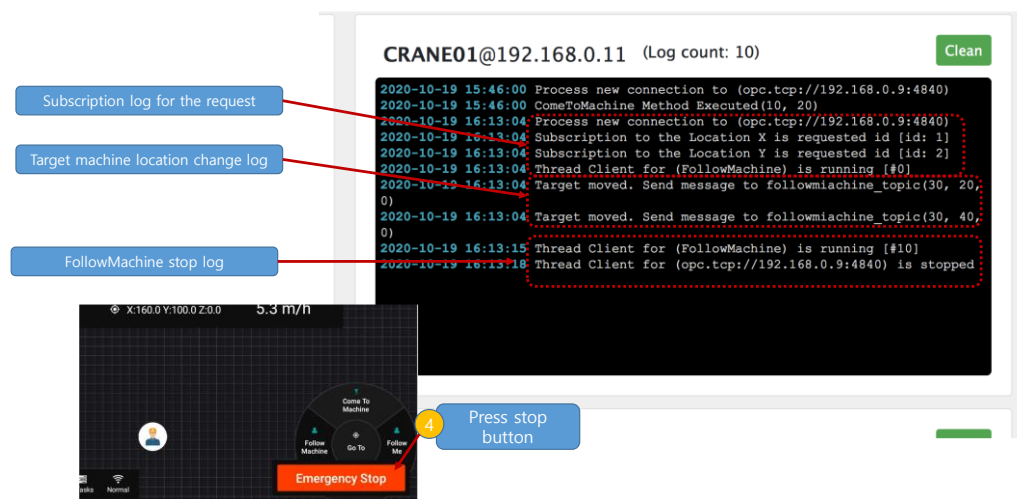 CRANE01@192.168.0.11 (Log count: 10)
Clean
2020-10-19 15:46:00 Process new connection to (opc.tcp://192.168.0.9:4840)
2020-10-19 15:46:00 ComeToMachine Method Executed(10, 20)
2020-10-19 16:13:04 Process new connection to (opc.tcp://192.168.0.9:4840)
2020-10-19 16:13:04 Subscription to the Location X is requested id [id: 1]
2020-10-19 16:13:04 Subscription to the Location Y is requested id [id: 2]
2020-10-19 16:13:04 Thread Client for (FollowMachine) is running [#0]
2020-10-19 16:13:04 Target moved. Send message to followmiachine_topic(30, 20,
0)
2020-10-19 16:13:04 Target moved. Send message to followmiachine_topic(30, 40,
0)
2020-10-19 16:13:15 Thread Client for (FollowMachine) is running [#10]
2020-10-19 16:13:18 Thread Client for (opc.tcp://192.168.0.9:4840) is stopped
Subscription log for the request
Target machine location change log
FollowMachine stop log
X:160.0 Y:100.0 Z:0.0
5.3 m/h
Come To
Machine
Follow
Machine
Go To
Follow
Me
Emergency Stop
Normal
4
Press stop
button